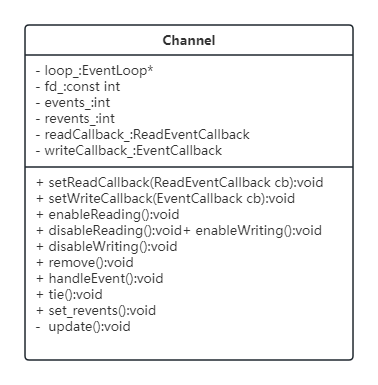 Channel
- loop_:EventLoop*
- fd_:const int
- events_:int
- revents_:int
- readCallback_:ReadEventCallback
- writeCallback_:EventCallback
+ setReadCallback(ReadEventCallback cb):void
+ setWriteCallback(EventCallback cb):void
+ enableReading():void
+ disableReading():void+ enableWriting():void
+ disableWriting():void
+ remove():void
+ handleEvent():void
+ tie():void
+ set_revents():void
- update():void